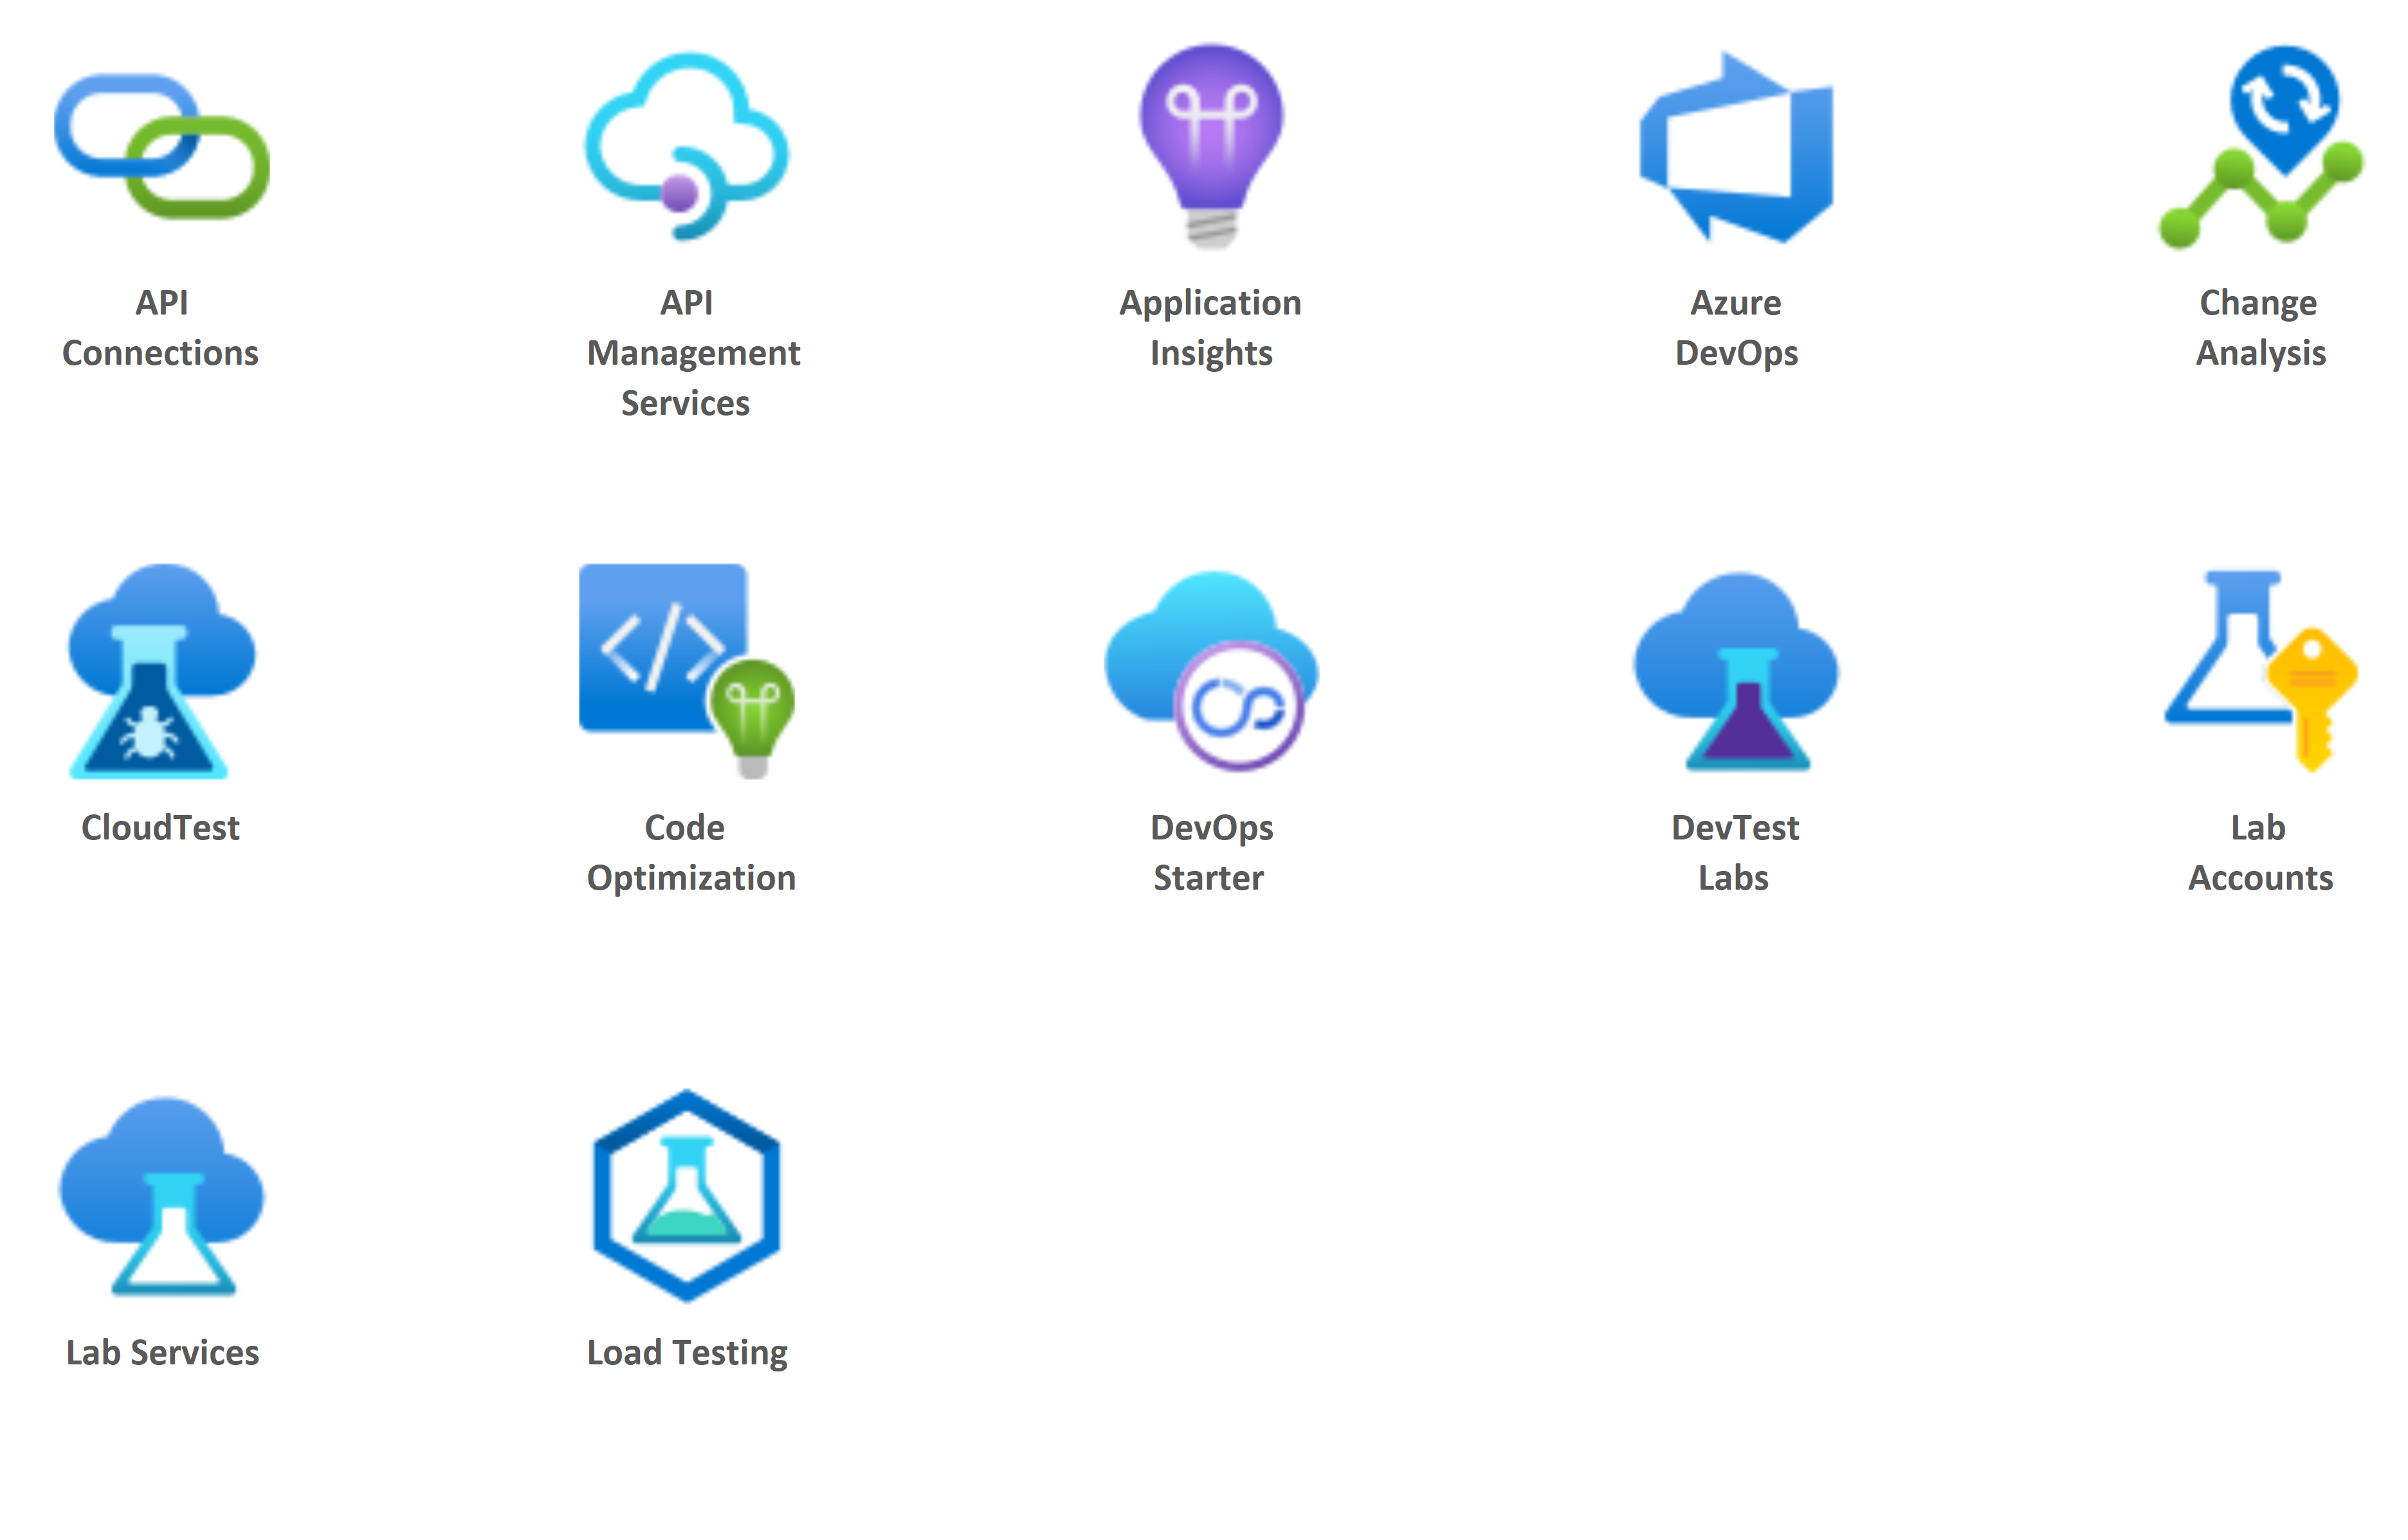 API
Connections
API
Management
Services
Application
Insights
Azure
DevOps
Change
Analysis
CloudTest
Code
Optimization
DevOps
Starter
DevTest
Labs
Lab
Accounts
Lab Services
Load Testing